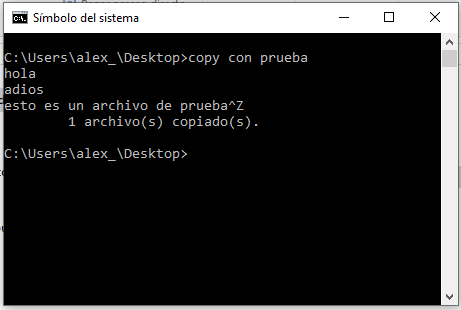 Símbolo del sistema
C:\Users\alex_\Desktop>copy con prueba
hola
adios
esto es un archivo de prueba^Z
        1 archivo(s) copiado(s).
C:\Users\alex_\Desktop>